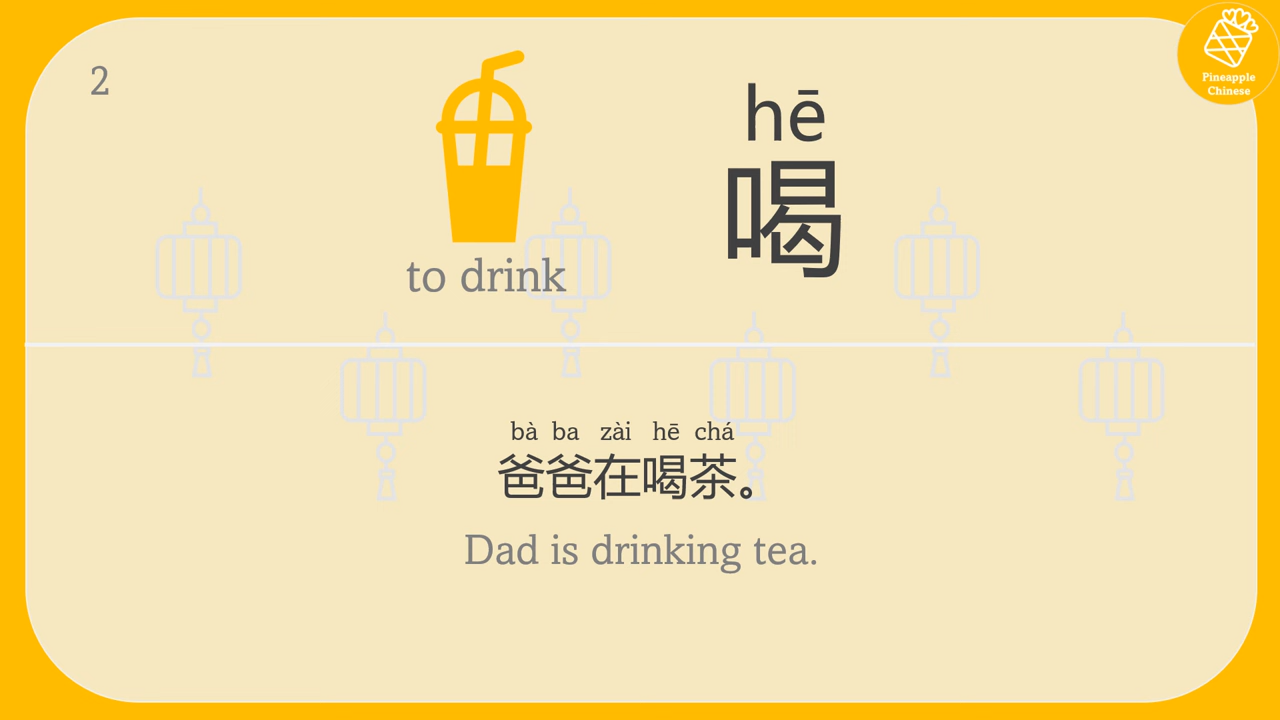 2
Pineapple
Chinese
hē
喝
to drink
bà ba zài hē chá
爸爸在喝茶。
Dad is drinking tea.